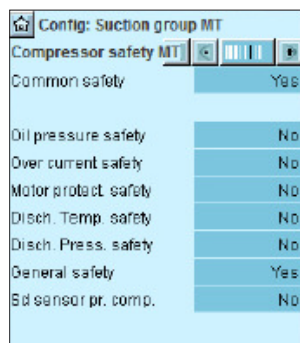 Config: Suction group MT
Compressor safety MT
Common safety Yes
Oil pressure safety No
Over current safety No
Motor protect. safety No
Disch. Temp. safety No
Disch. Press. safety No
General safety Yes
Sd sensor pr. comp. No